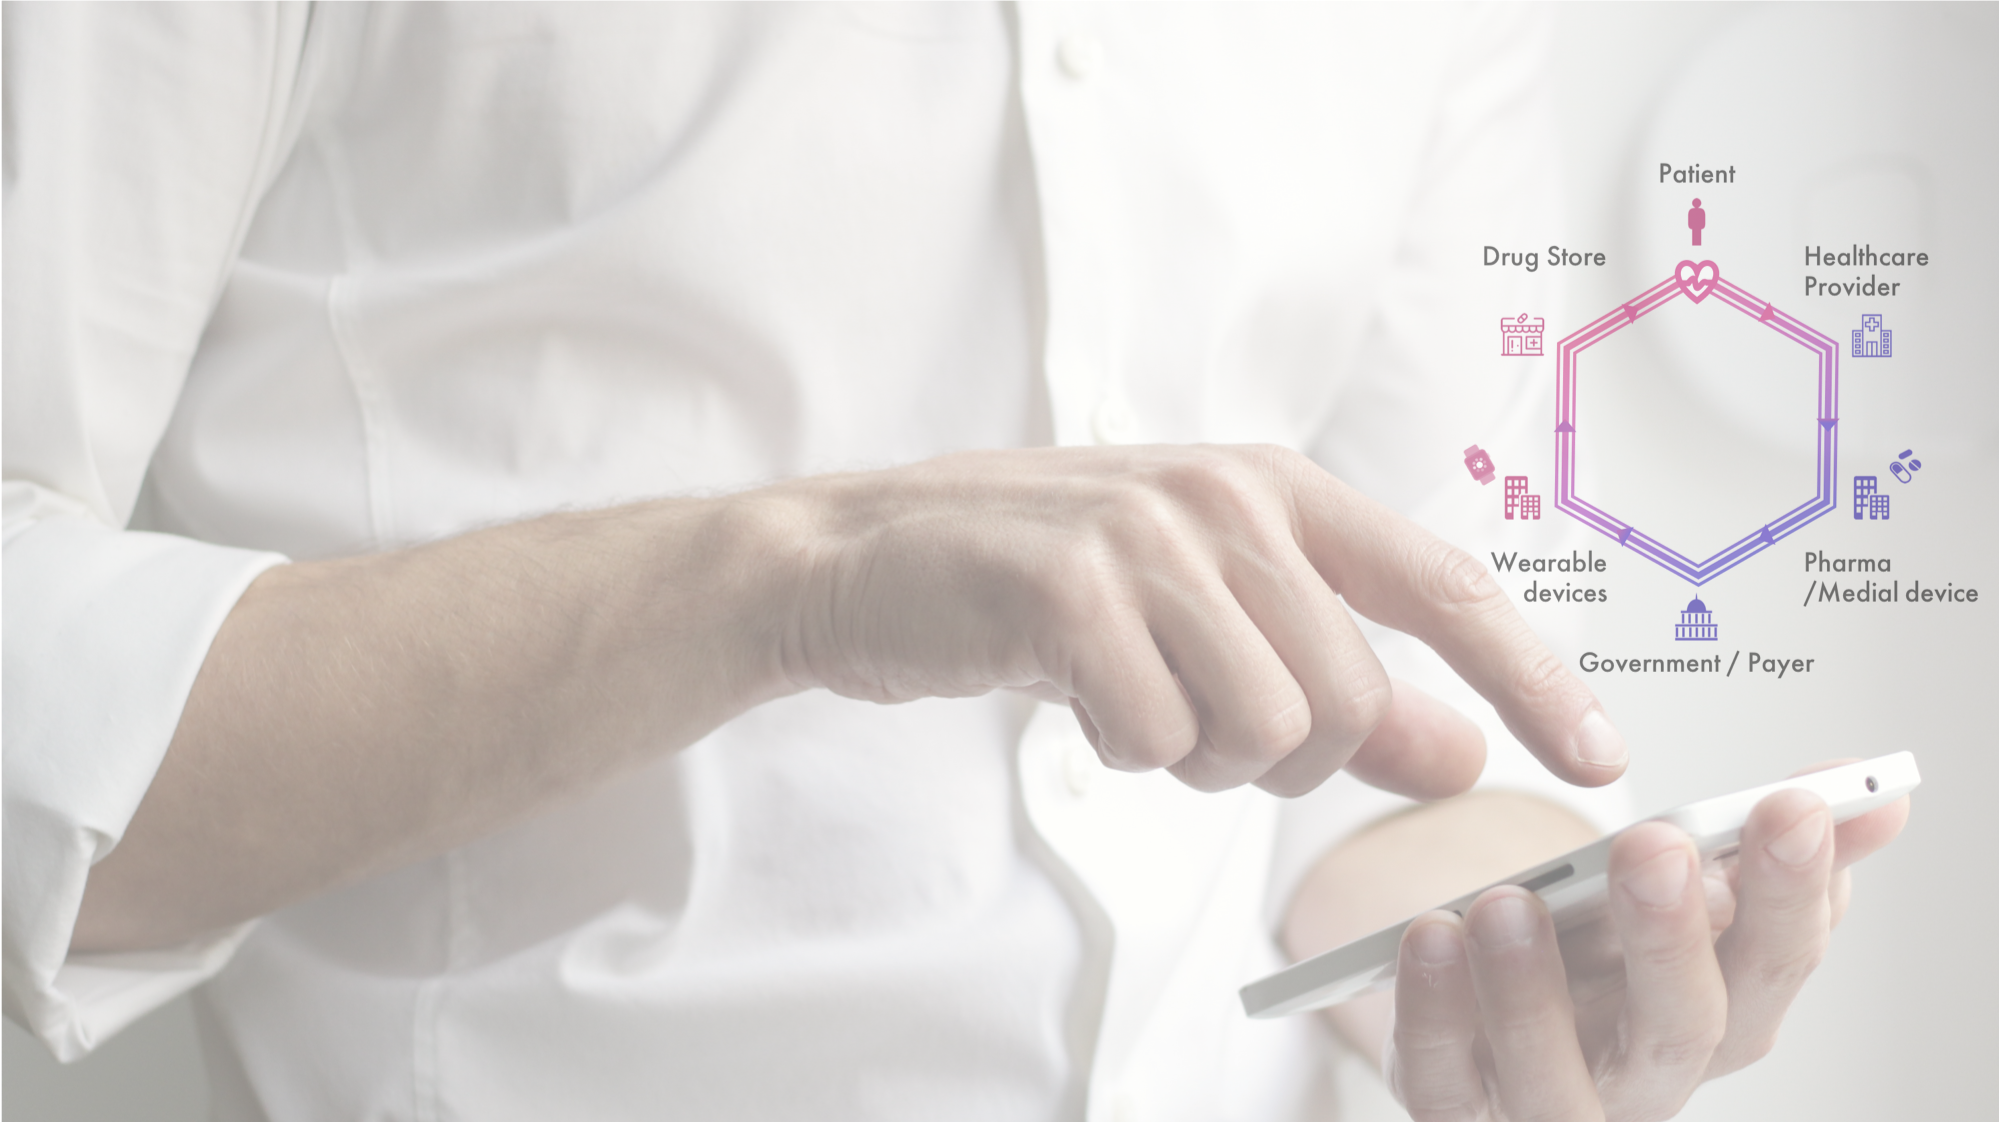 Patient
Drug Store
Healthcare
Provider
Wearable
devices
Pharma
/Medial device
Government / Payer